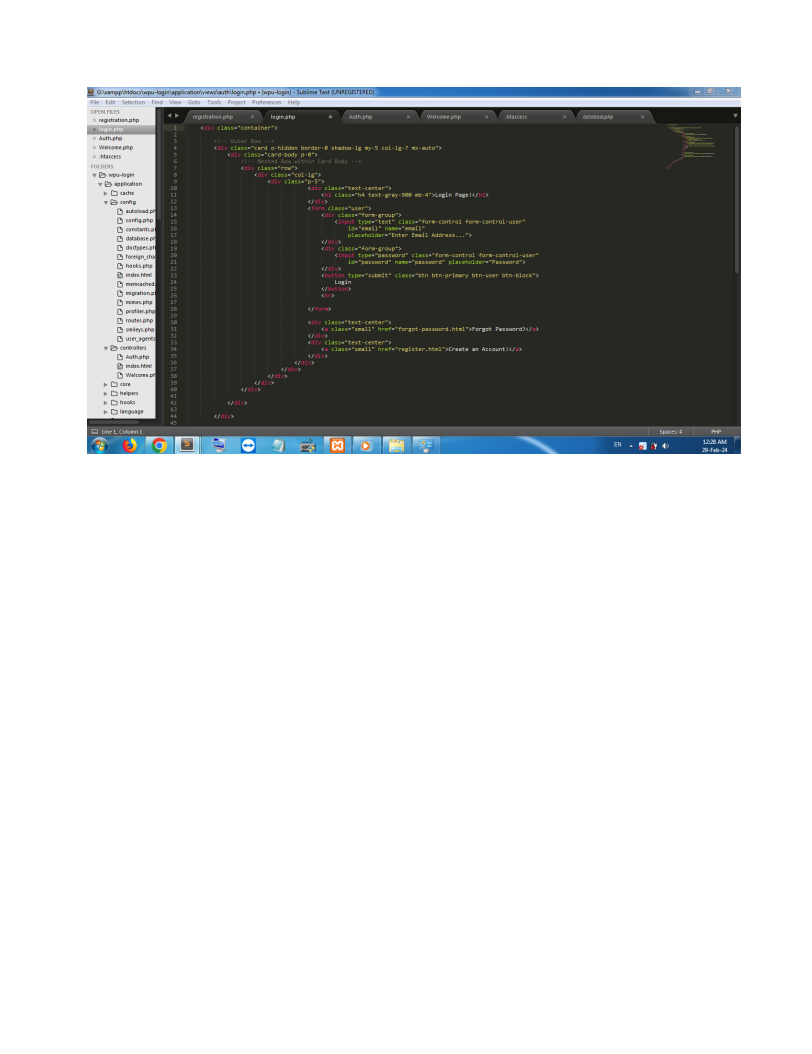 G:\xampp\htdocs\wpu-login\application\views\auth\login.php • (wpu-login) - Sublime Text (UNREGISTERED)
File Edit Selection Find View Goto Tools Project Preferences Help
OPEN FILES
registration.php
login.php
Auth.php
Welcome.php
.htaccess
FOLDERS
wpu-login
application
cache
config
autoload.ph
config.php
constants.p
database.ph
doctypes.ph
foreign_cha
hooks.php
index.html
memcached.
migration.p
mimes.php
profiler.php
routes.php
smileys.php
user_agents
controllers
Auth.php
index.html
Welcome.ph
core
helpers
hooks
language
registration.php login.php Auth.php Welcome.php .htaccess database.php
1 <div class="container">
2
3 <!-- Outer Row -->
4 <div class="card o-hidden border-0 shadow-lg my-5 col-lg-7 mx-auto">
5 <div class="card-body p-0">
6 <!-- Nested Row within Card Body -->
7 <div class="row">
8 <div class="col-lg">
9 <div class="p-5">
10 <div class="text-center">
11 <h1 class="h4 text-gray-900 mb-4">Login Page!</h1>
12 </div>
13 <form class="user">
14 <div class="form-group">
15 <input type="text" class="form-control form-control-user"
16 id="email" name="email"
17 placeholder="Enter Email Address...">
18 </div>
19 <div class="form-group">
20 <input type="password" class="form-control form-control-user"
21 id="password" name="password" placeholder="Password">
22 </div>
23 <button type="submit" class="btn btn-primary btn-user btn-block">
24 Login
25 </button>
26 <hr>
27
28 </form>
29
30 <div class="text-center">
31 <a class="small" href="forgot-password.html">Forgot Password?</a>
32 </div>
33 <div class="text-center">
34 <a class="small" href="register.html">Create an Account!</a>
35 </div>
36 </div>
37 </div>
38 </div>
39 </div>
40 </div>
41
42 </div>
43
44 </div>
45
Line 1, Column 1 Spaces: 4 PHP
EN 12:28 AM
29-Feb-24